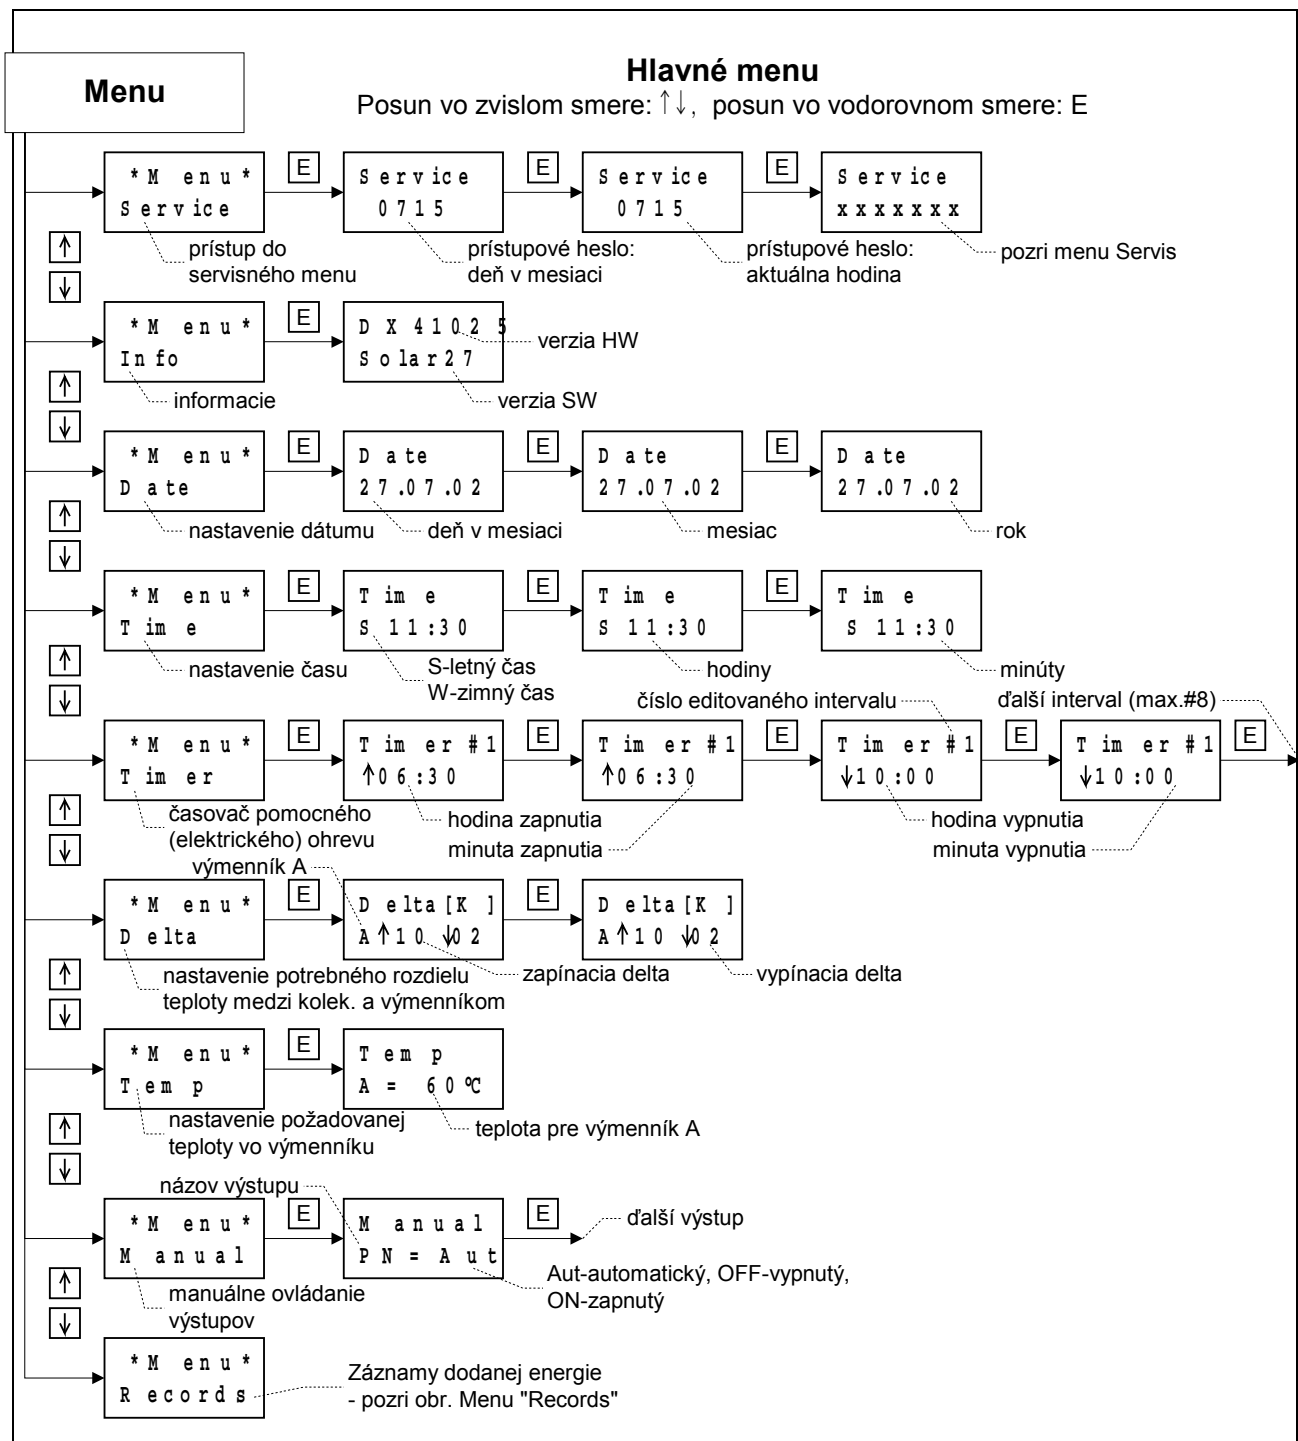 Menu
Hlavné menu
Posun vo zvislom smere: ↑↓, posun vo vodorovnom smere: E
*Menu*
Service
E
Service
0715
E
Service
0715
E
Service
xxxxxxx
prístup do
servisného menu
prístupové heslo:
deň v mesiaci
prístupové heslo:
aktuálna hodina
pozri menu Servis
↑
↓
*Menu*
Info
E
DX41025
Solar27
verzia HW
informacie
verzia SW
↑
↓
*Menu*
Date
E
Date
27.07.02
E
Date
27.07.02
E
Date
27.07.02
nastavenie dátumu
deň v mesiaci
mesiac
rok
↑
↓
*Menu*
Time
E
Time
S 11:30
E
Time
S 11:30
E
Time
S 11:30
nastavenie času
S-letný čas
W-zimný čas
hodiny
minúty
↑
↓
číslo editovaného intervalu
ďalší interval (max.#8)
*Menu*
Timer
E
Timer#1
↑06:30
E
Timer#1
↑06:30
E
Timer#1
↓10:00
E
Timer#1
↓10:00
E
časovač pomocného
(elektrického) ohrevu
hodina zapnutia
minuta zapnutia
hodina vypnutia
minuta vypnutia
↑
↓
výmenník A
*Menu*
Delta
E
Delta[K]
A↑10 ↓02
E
Delta[K]
A↑10 ↓02
nastavenie potrebného rozdielu
teploty medzi kolek. a výmenníkom
zapínacia delta
vypínacia delta
↑
↓
*Menu*
Temp
E
Temp
A = 60°C
nastavenie požadovanej
teploty vo výmenníku
teplota pre výmenník A
↑
↓
názov výstupu
*Menu*
Manual
E
Manual
PN=Aut
E
ďalší výstup
manuálne ovládanie
výstupov
Aut-automatický, OFF-vypnutý,
ON-zapnutý
↑
↓
*Menu*
Records
Záznamy dodanej energie
- pozri obr. Menu "Records"